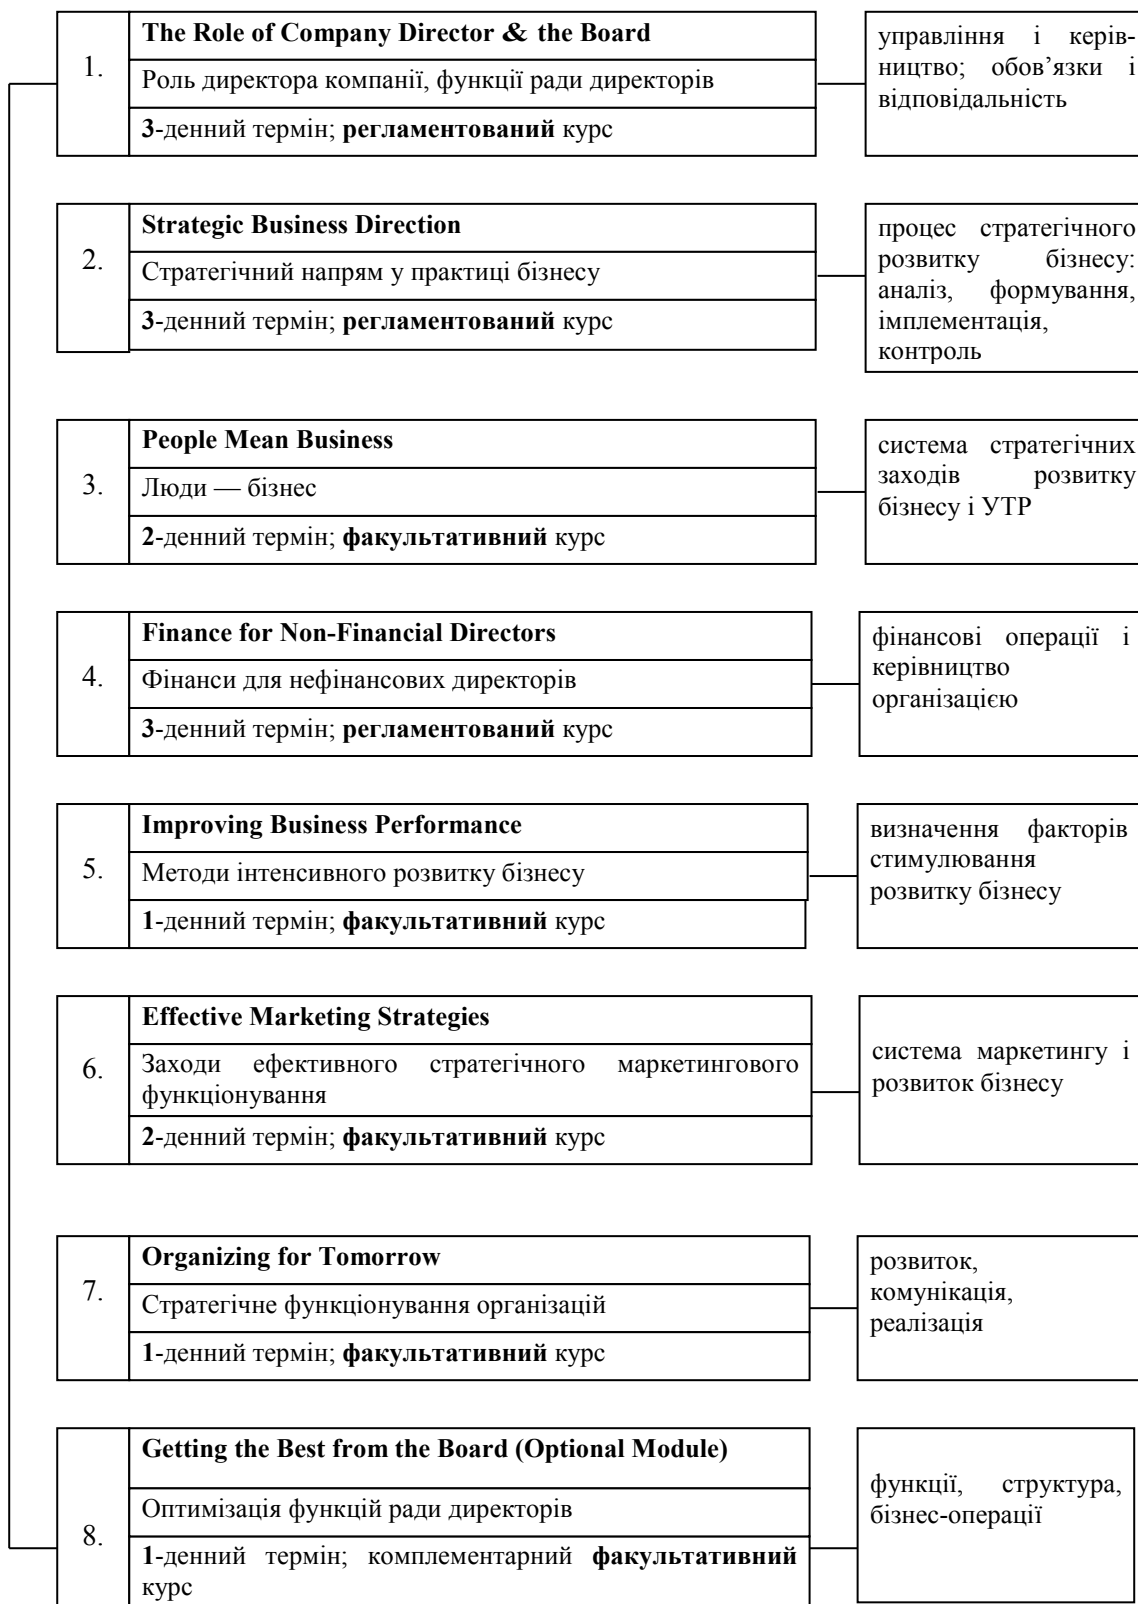 1.
The Role of Company Director & the Board
Роль директора компанії, функції ради директорів
3-денний термін; регламентований курс
управління і керів-
ництво; обов’язки і
відповідальність
2.
Strategic Business Direction
Стратегічний напрям у практиці бізнесу
3-денний термін; регламентований курс
процес стратегічного
розвитку бізнесу:
аналіз, формування,
імплементація,
контроль
3.
People Mean Business
Люди — бізнес
2-денний термін; факультативний курс
система стратегічних
заходів розвитку
бізнесу і УТР
4.
Finance for Non-Financial Directors
Фінанси для нефінансових директорів
3-денний термін; регламентований курс
фінансові операції і
керівництво
організацією
5.
Improving Business Performance
Методи інтенсивного розвитку бізнесу
1-денний термін; факультативний курс
визначення факторів
стимулювання
розвитку бізнесу
6.
Effective Marketing Strategies
Заходи ефективного стратегічного маркетингового
функціонування
2-денний термін; факультативний курс
система маркетингу і
розвиток бізнесу
7.
Organizing for Tomorrow
Стратегічне функціонування організацій
1-денний термін; факультативний курс
розвиток,
комунікація,
реалізація
8.
Getting the Best from the Board (Optional Module)
Оптимізація функцій ради директорів
1-денний термін; комплементарний факультативний
курс
функції, структура,
бізнес-операції